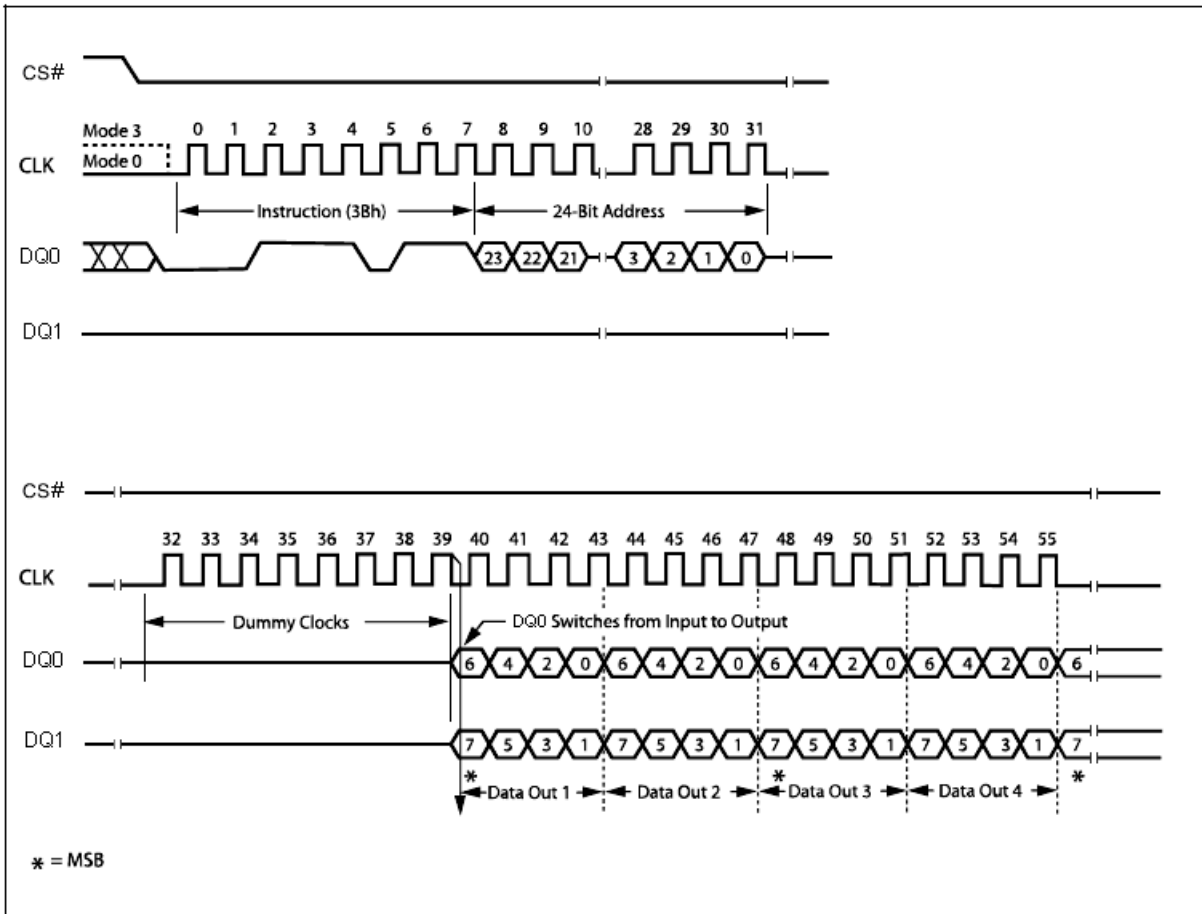 CS#
Mode 3 0 1 2 3 4 5 6 7 8 9 10 28 29 30 31
CLK Mode 0
Instruction (3Bh) 24-Bit Address
DQ0 23 22 21 3 2 1 0
DQ1
CS#
32 33 34 35 36 37 38 39 40 41 42 43 44 45 46 47 48 49 50 51 52 53 54 55
CLK
Dummy Clocks DQ0 Switches from Input to Output
DQ0 6 4 2 0 6 4 2 0 6 4 2 0 6 4 2 0 6
DQ1 7 5 3 1 7 5 3 1 7 5 3 1 7 5 3 1 7
* * *
Data Out 1 Data Out 2 Data Out 3 Data Out 4
* = MSB